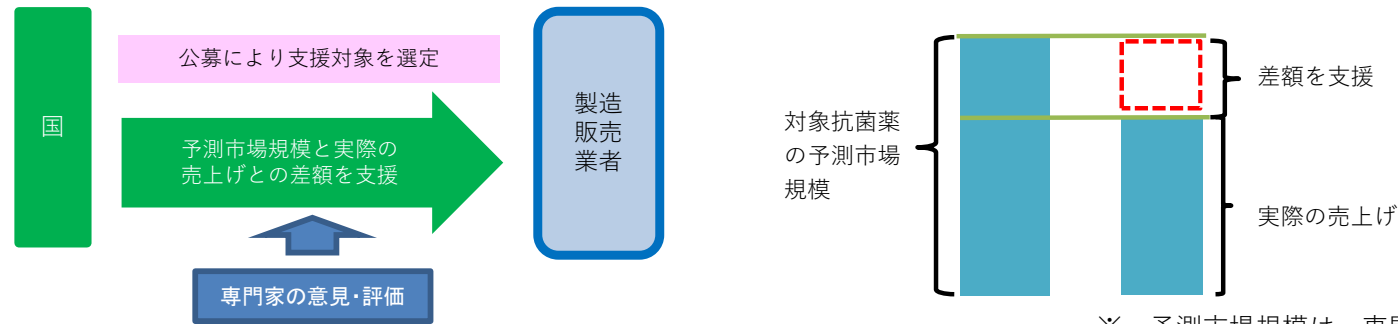 国
公募により支援対象を選定
予測市場規模と実際の
売上げとの差額を支援
専門家の意見・評価
製造
販売
業者
対象抗菌薬
の予測市場
規模
差額を支援
実際の売上げ